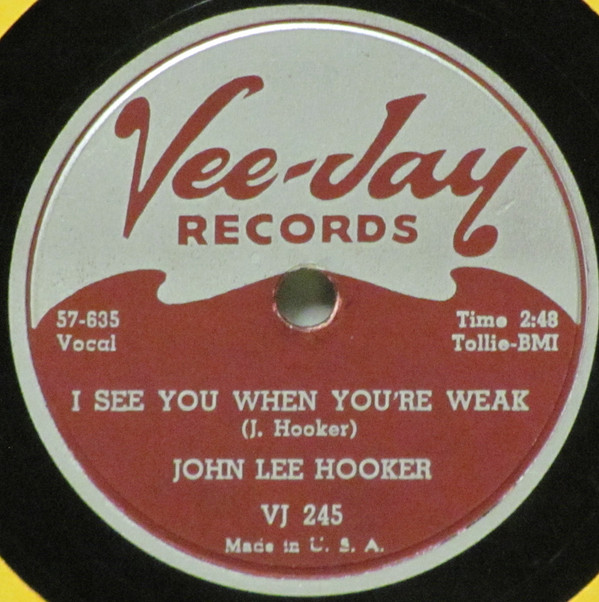 Vee-Jay
RECORDS
57-635
Vocal
Time 2:48
Tollie-BMI
I SEE YOU WHEN YOU'RE WEAK
(J. Hooker)
JOHN LEE HOOKER
VJ 245
Made in U. S. A.